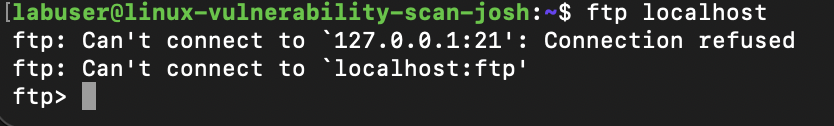 [labuser@linux-vulnerability-scan-josh:~$ ftp localhost
ftp: Can't connect to `127.0.0.1:21': Connection refused
ftp: Can't connect to `localhost:ftp'
ftp>